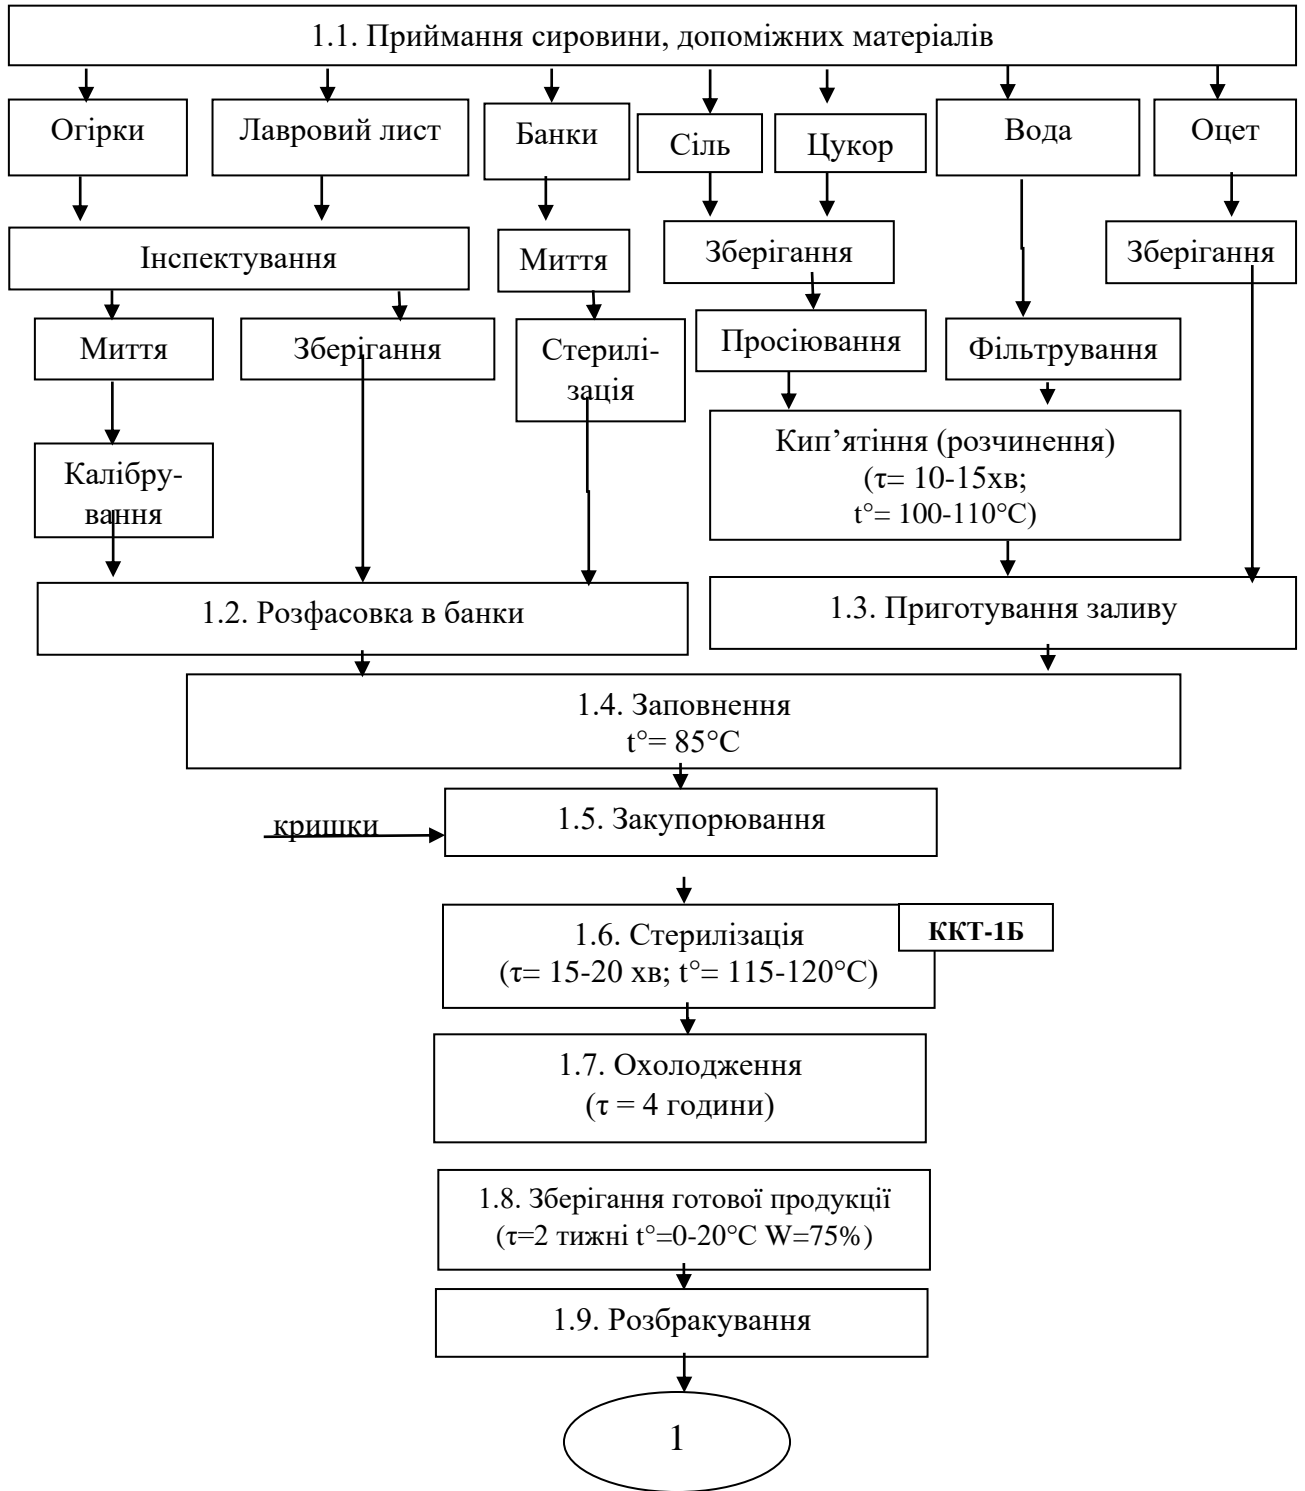 1.1. Приймання сировини, допоміжних матеріалів
Огірки
Лавровий лист
Банки
Сіль
Цукор
Вода
Оцет
Інспектування
Миття
Зберігання
Зберігання
Миття
Зберігання
Стерилі-
зація
Просіювання
Фільтрування
Калібру-
вання
Кип’ятіння (розчинення)
(τ= 10-15хв;
t°= 100-110°С)
1.2. Розфасовка в банки
1.3. Приготування заливу
1.4. Заповнення
t°= 85°С
кришки
1.5. Закупорювання
1.6. Стерилізація
(τ= 15-20 хв; t°= 115-120°С)
ККТ-1Б
1.7. Охолодження
(τ = 4 години)
1.8. Зберігання готової продукції
(τ=2 тижні t°=0-20°С W=75%)
1.9. Розбракування
1